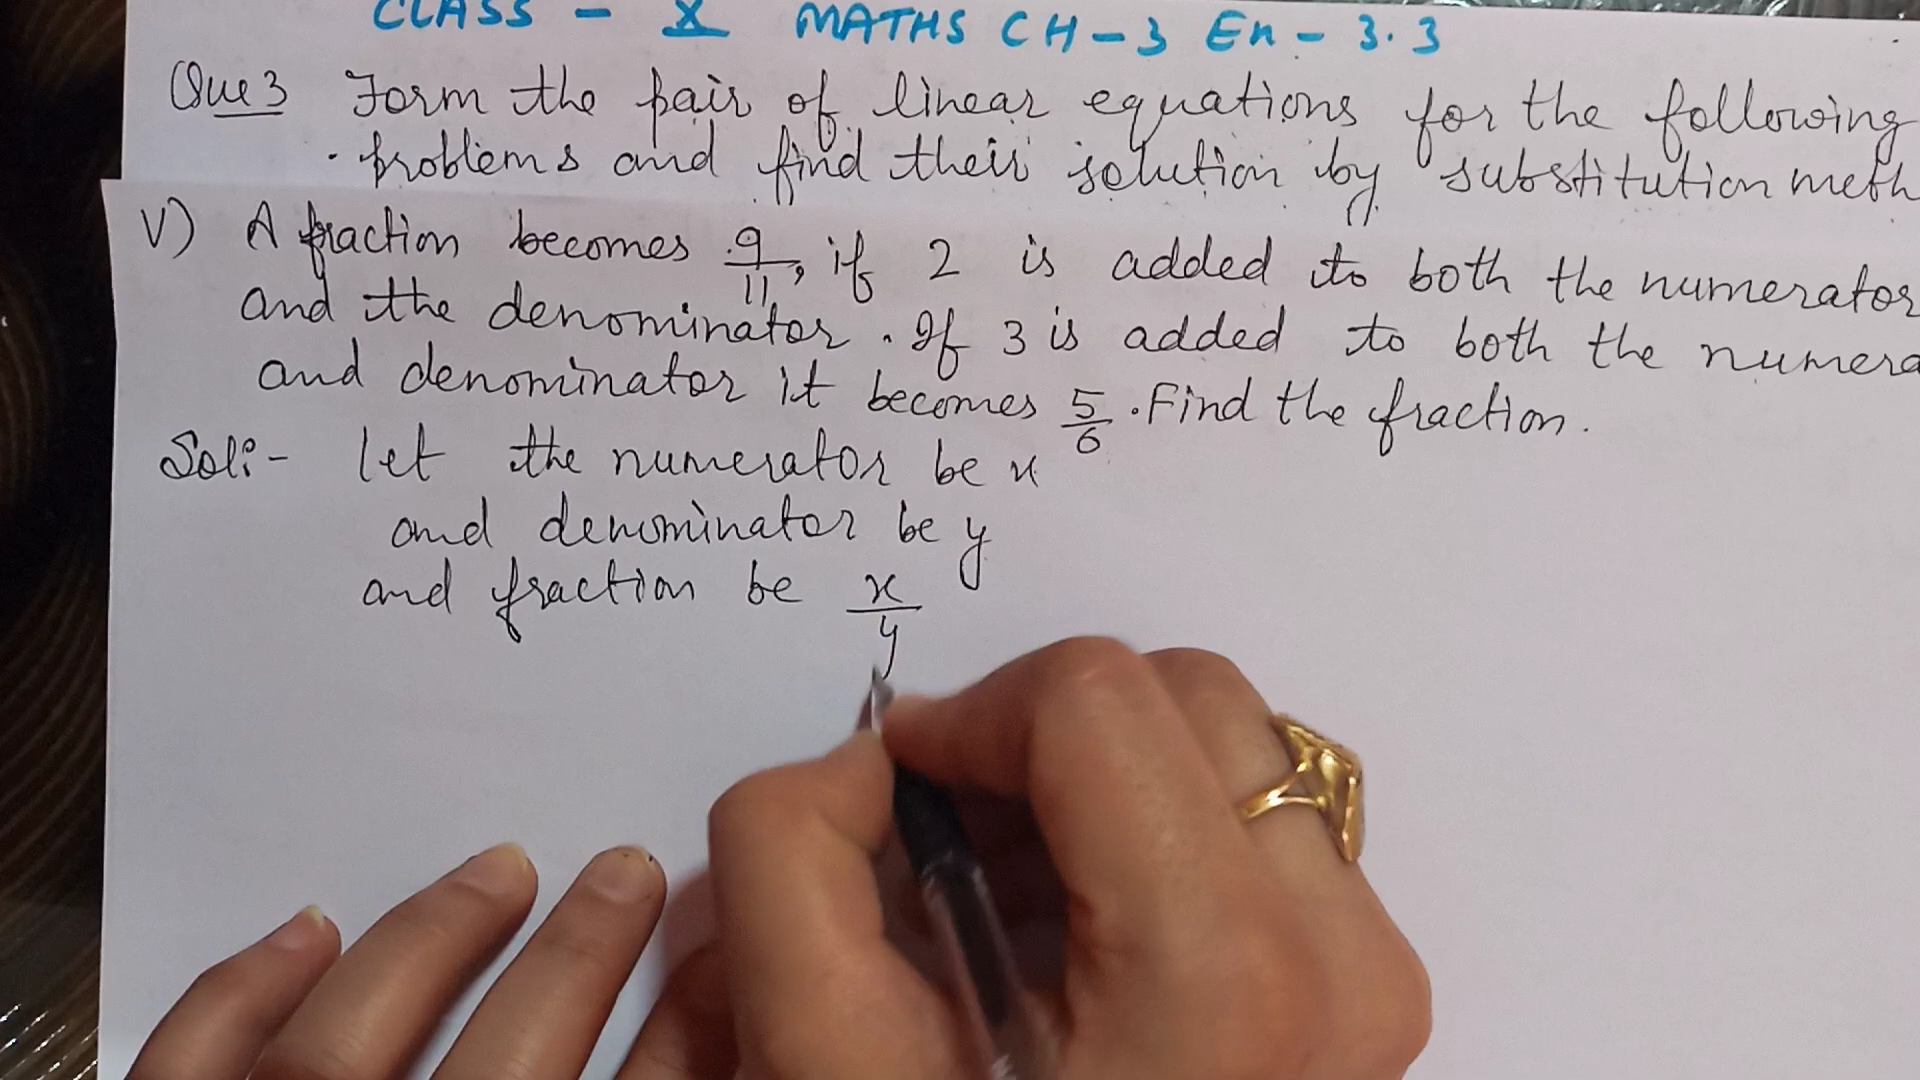 CLASS - X MATHS CH-3 Ex - 3.3
Que 3 Form the pair of linear equations for the following
problems and find their solution by substitution meth
V) A fraction becomes 9/11, if 2 is added to both the numerator
and the denominator. If 3 is added to both the numera
and denominator it becomes 5/6. Find the fraction.
Sol:- let the numerator be x
and denominator be y
and fraction be x/y